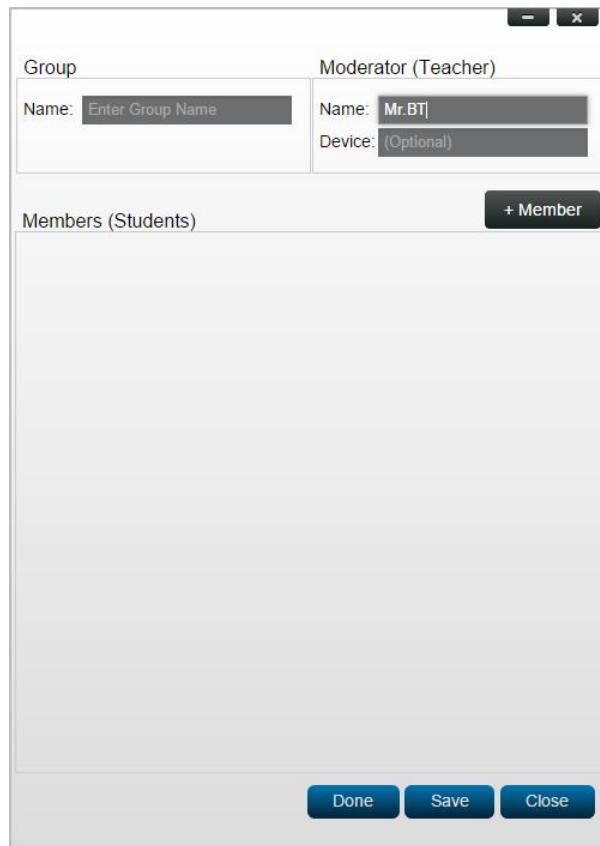 Group
Name: Enter Group Name
Moderator (Teacher)
Name: Mr.BT
Device: (Optional)
Members (Students)
+ Member
Done Save Close